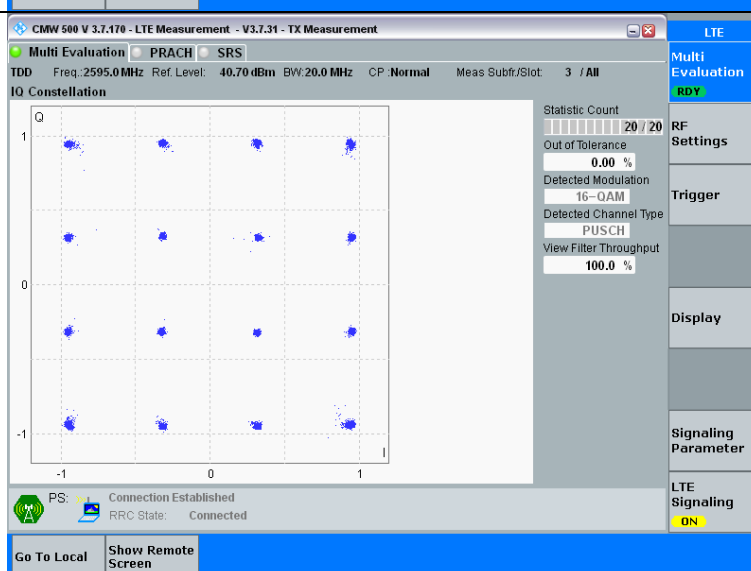 CMW 500 V 3.7.170 - LTE Measurement - V3.7.31 - TX Measurement
LTE
Multi Evaluation PRACH SRS
TDD Freq.:2595.0 MHz Ref. Level: 40.70 dBm BW:20.0 MHz CP :Normal Meas Subfr./Slot: 3 / All
IQ Constellation
Q
1
0
-1
-1 0 1
I
Statistic Count
20 / 20
Out of Tolerance
0.00 %
Detected Modulation
16-QAM
Detected Channel Type
PUSCH
View Filter Throughput
100.0 %
Multi
Evaluation
RDY
RF
Settings
Trigger
Display
Signaling
Parameter
LTE
Signaling
ON
PS: Connection Established
RRC State: Connected
Go To Local
Show Remote
Screen